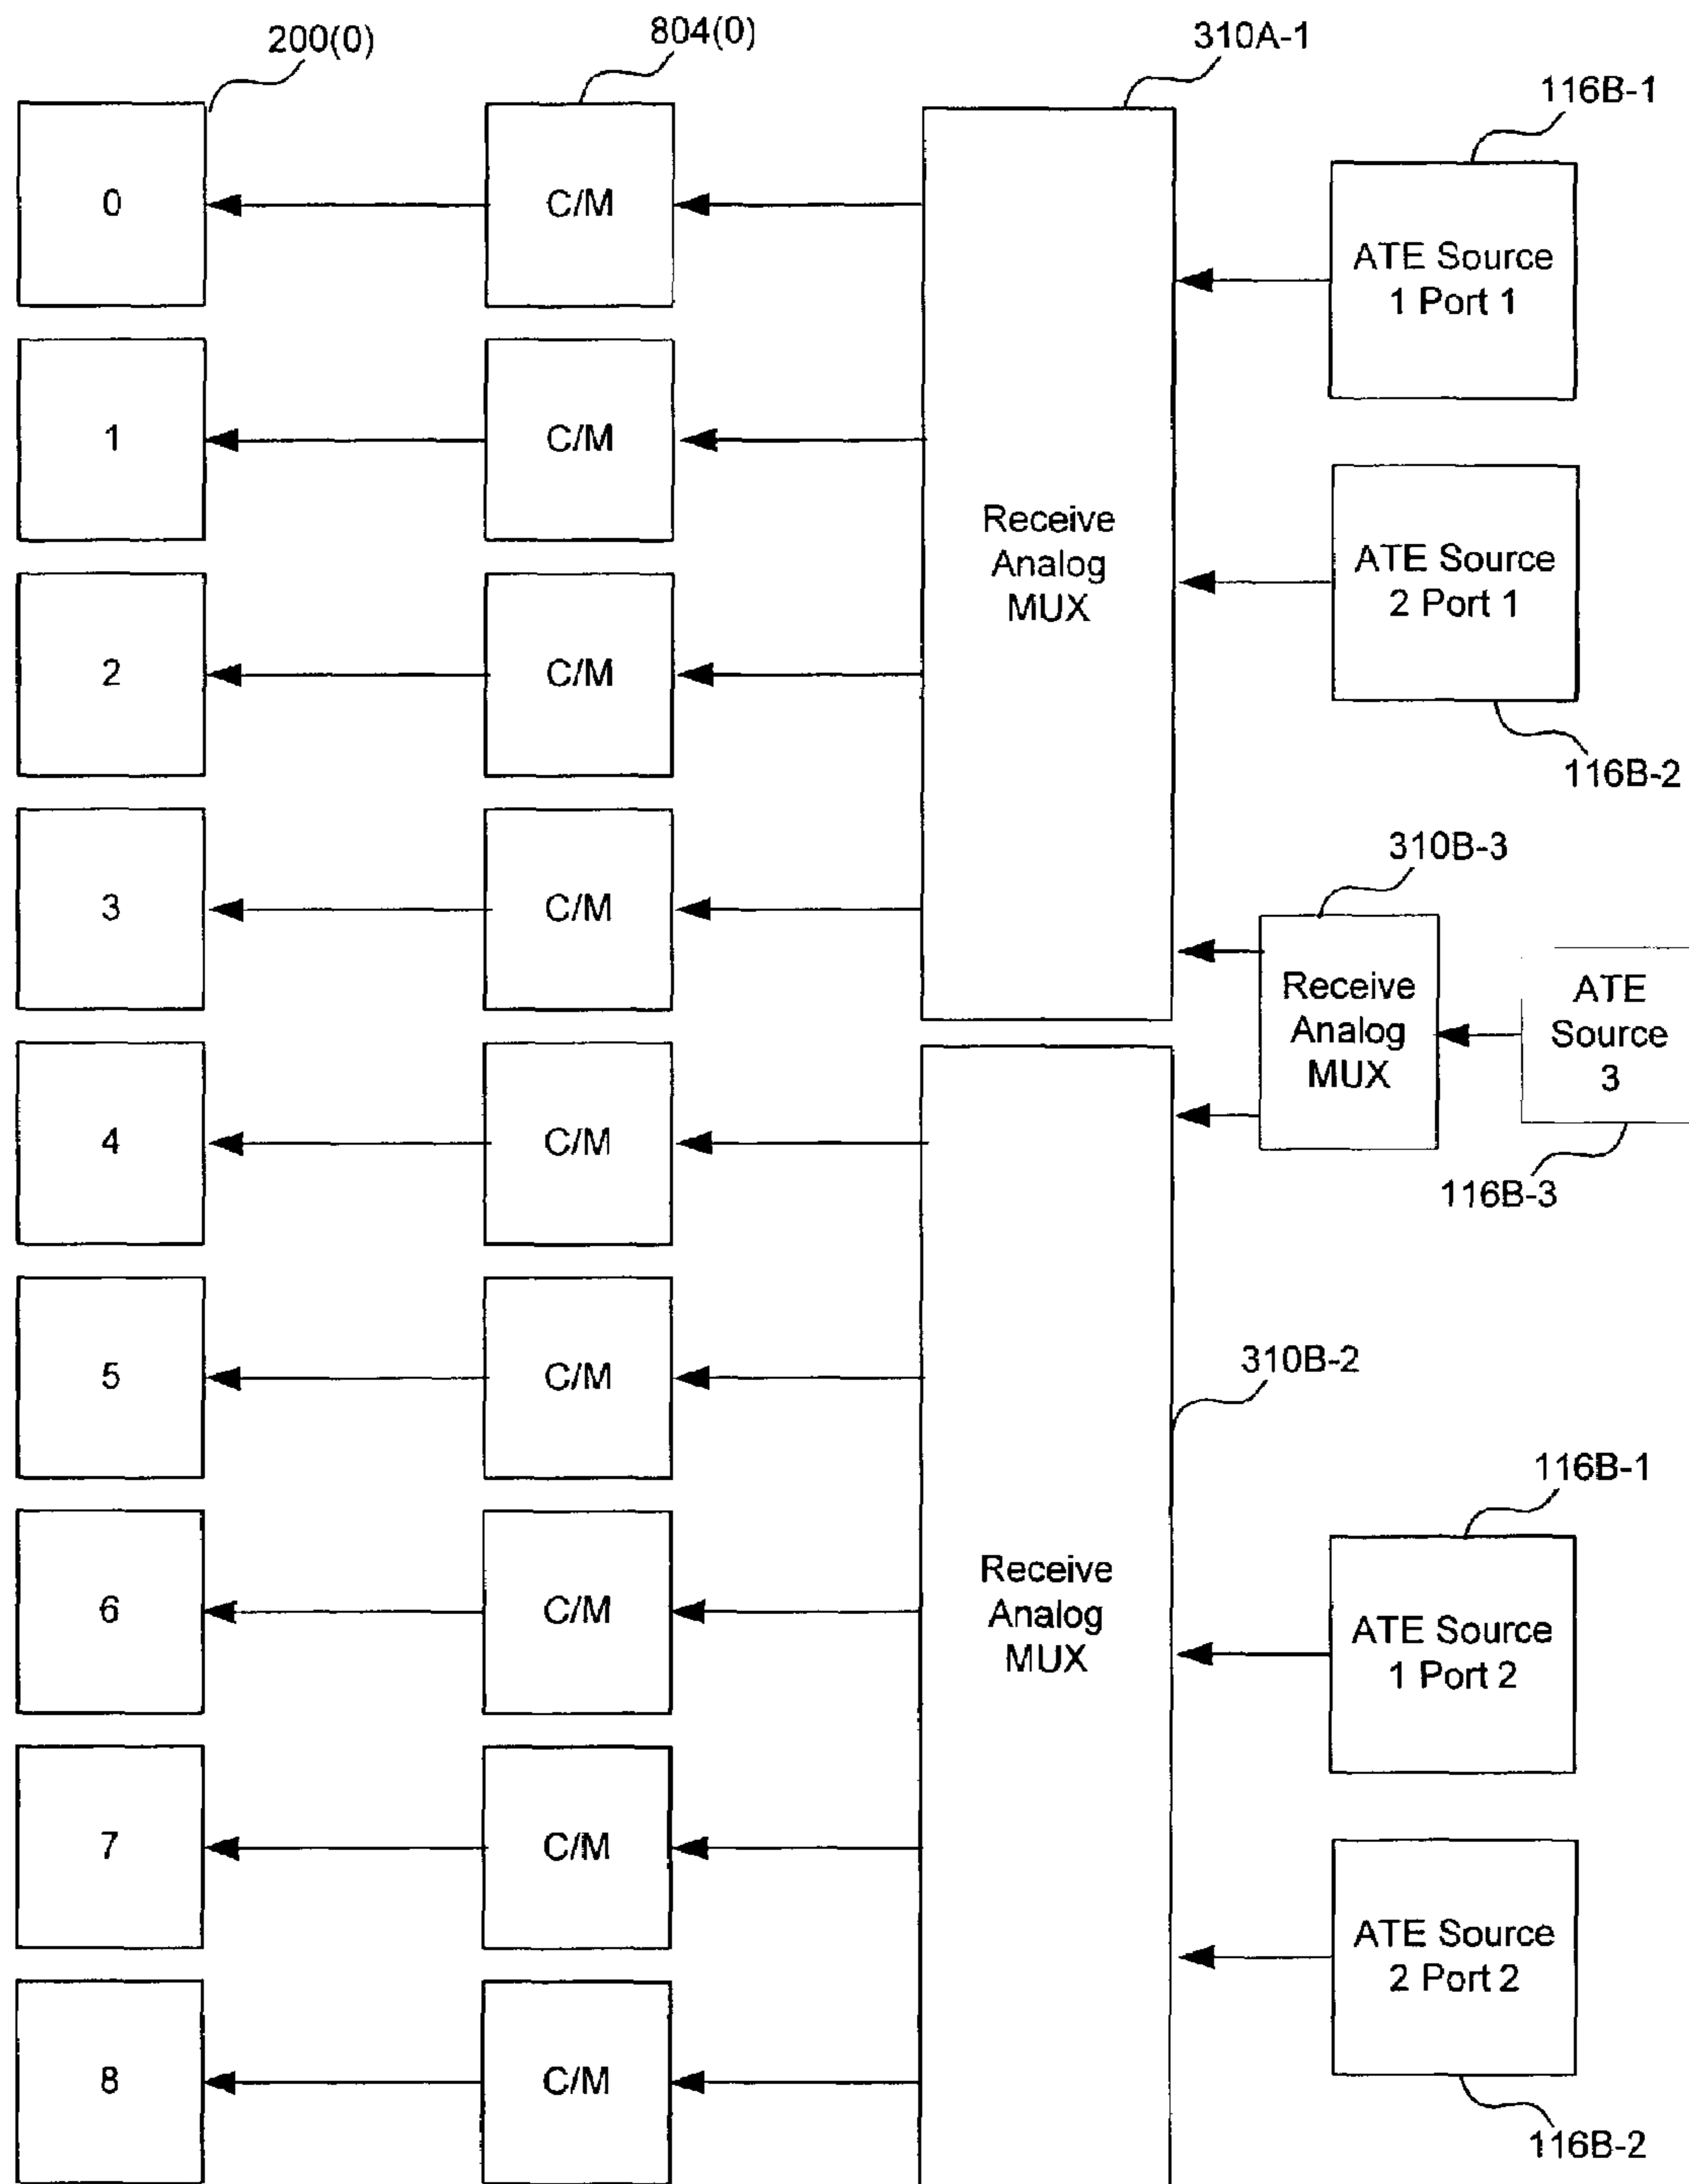 200(0)
804(0)
310A-1
116B-1
0
C/M
ATE Source
1 Port 1
1
C/M
Receive
Analog
MUX
ATE Source
2 Port 1
2
C/M
116B-2
310B-3
3
C/M
Receive
Analog
MUX
ATE
Source
3
4
C/M
116B-3
310B-2
5
C/M
116B-1
6
C/M
Receive
Analog
MUX
ATE Source
1 Port 2
7
C/M
ATE Source
2 Port 2
8
C/M
116B-2